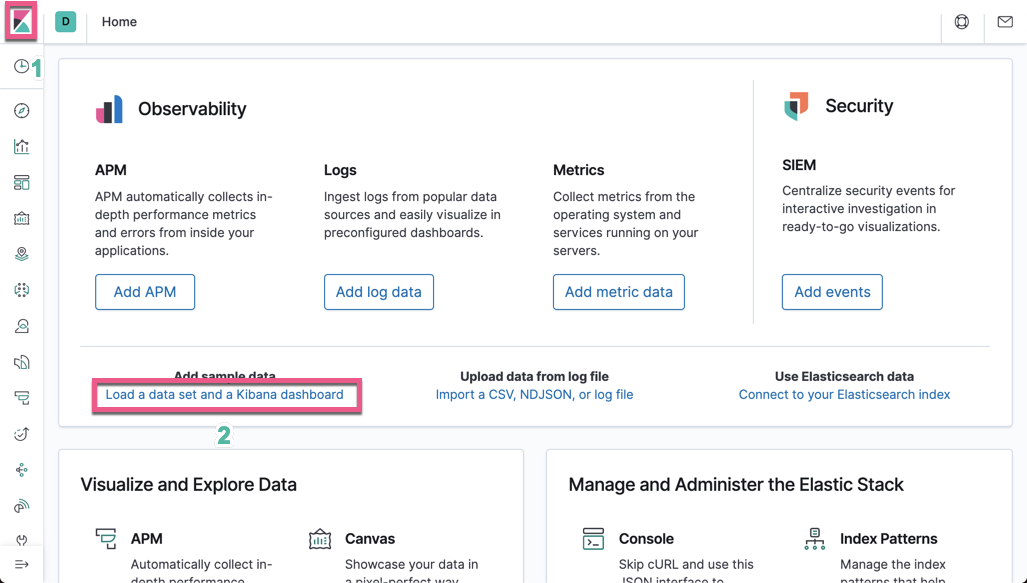 D
Home
1
Observability
Security
APM
Logs
Metrics
SIEM
APM automatically collects in-
depth performance metrics
and errors from inside your
applications.
Ingest logs from popular data
sources and easily visualize in
preconfigured dashboards.
Collect metrics from the
operating system and
services running on your
servers.
Centralize security events for
interactive investigation in
ready-to-go visualizations.
Add APM
Add log data
Add metric data
Add events
Add sample data
Load a data set and a Kibana dashboard
Upload data from log file
Import a CSV, NDJSON, or log file
Use Elasticsearch data
Connect to your Elasticsearch index
2
Visualize and Explore Data
APM
Automatically collect in-
depth performance
Canvas
Showcase your data in
a pixel-perfect way.
Manage and Administer the Elastic Stack
Console
Skip cURL and use this
JSON interface to
Index Patterns
Manage the index
patterns that help